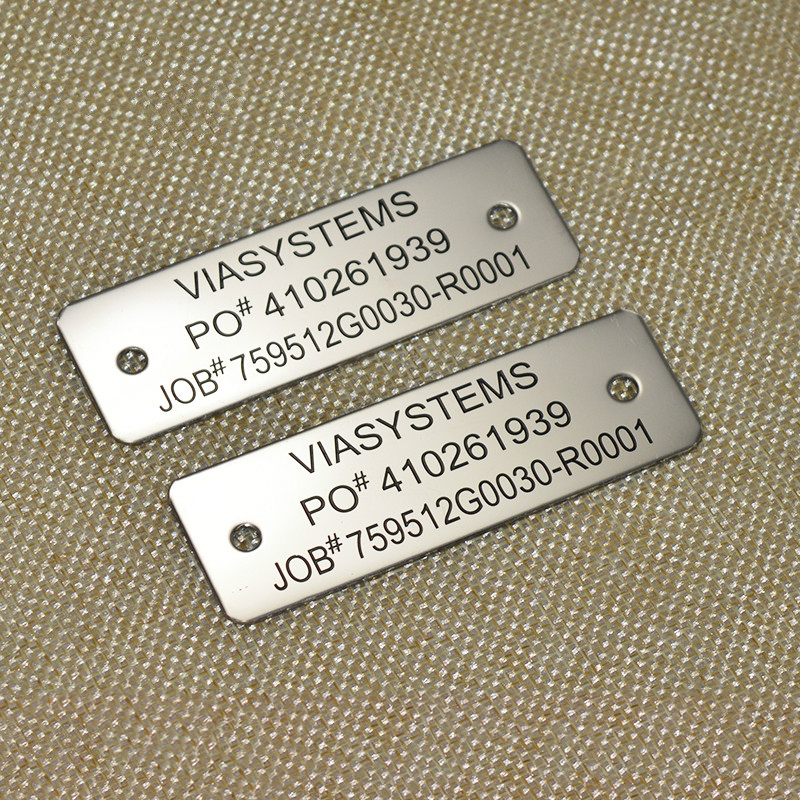 VIASYSTEMS
PO# 410261939
JOB# 759512G0030-R0001
VIASYSTEMS
PO# 410261939
JOB# 759512G0030-R0001